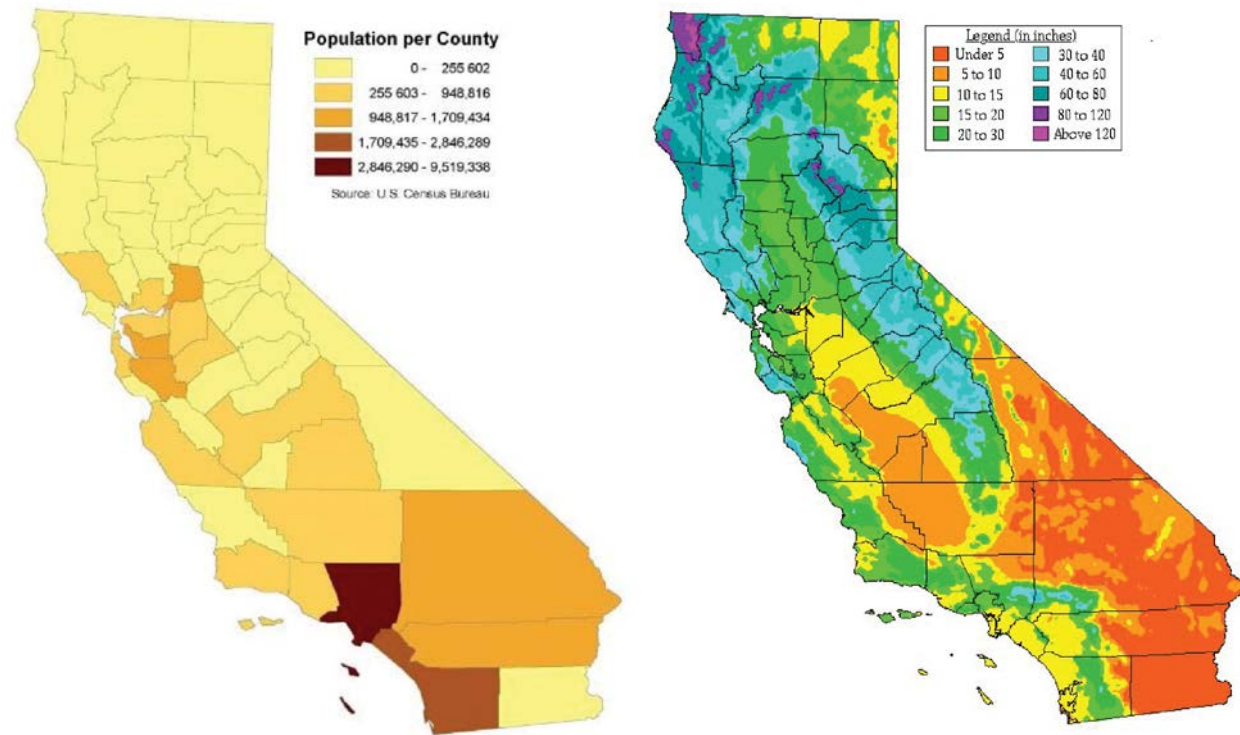 Population per County
0 - 255 602
255 603 - 948,816
948,817 - 1,709,434
1,709,435 - 2,846,289
2,846,290 - 9,519,338
Source: U.S. Census Bureau
Legend (in inches)
Under 5
5 to 10
10 to 15
15 to 20
20 to 30
30 to 40
40 to 60
60 to 80
80 to 120
Above 120